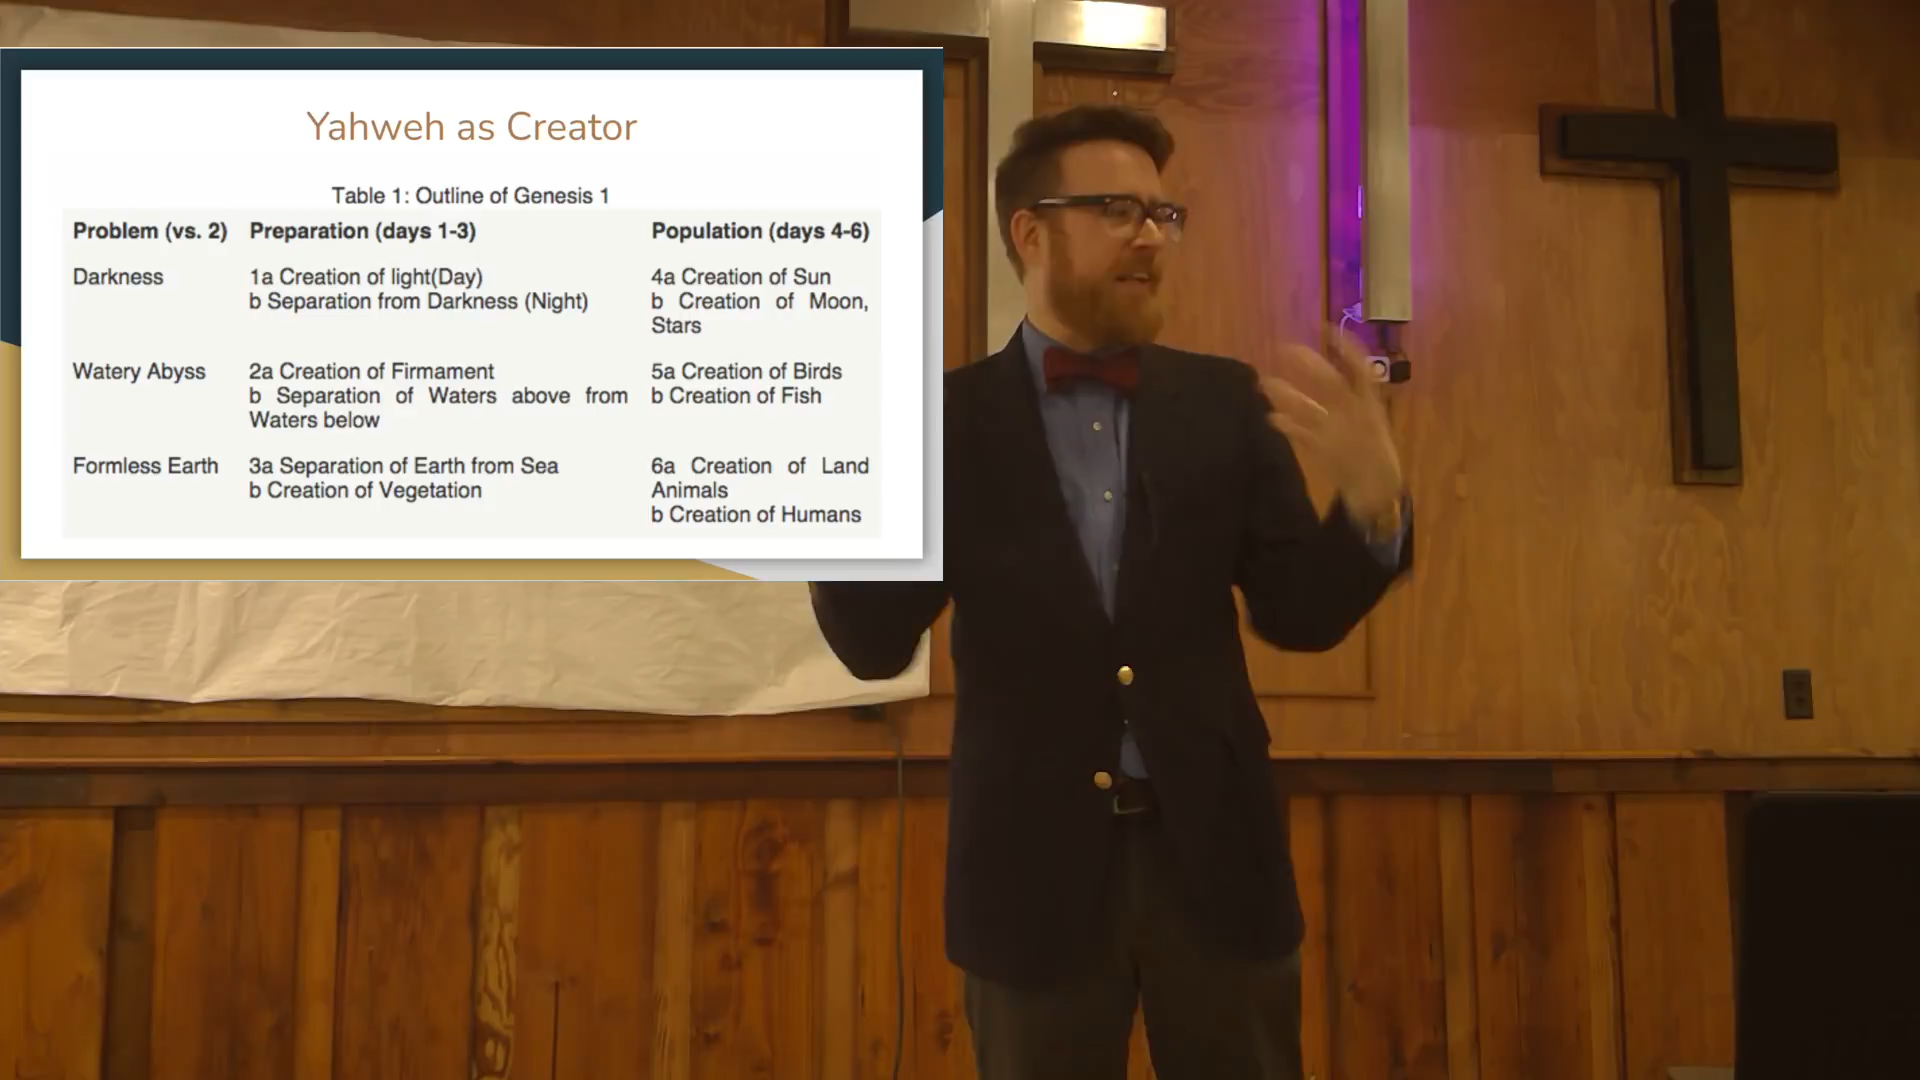 Yahweh as Creator
Table 1: Outline of Genesis 1
Problem (vs. 2) Preparation (days 1-3) Population (days 4-6)
Darkness 1a Creation of light(Day) 4a Creation of Sun
b Separation from Darkness (Night) b Creation of Moon,
Stars
Watery Abyss 2a Creation of Firmament 5a Creation of Birds
b Separation of Waters above from b Creation of Fish
Waters below
Formless Earth 3a Separation of Earth from Sea 6a Creation of Land
b Creation of Vegetation Animals
b Creation of Humans